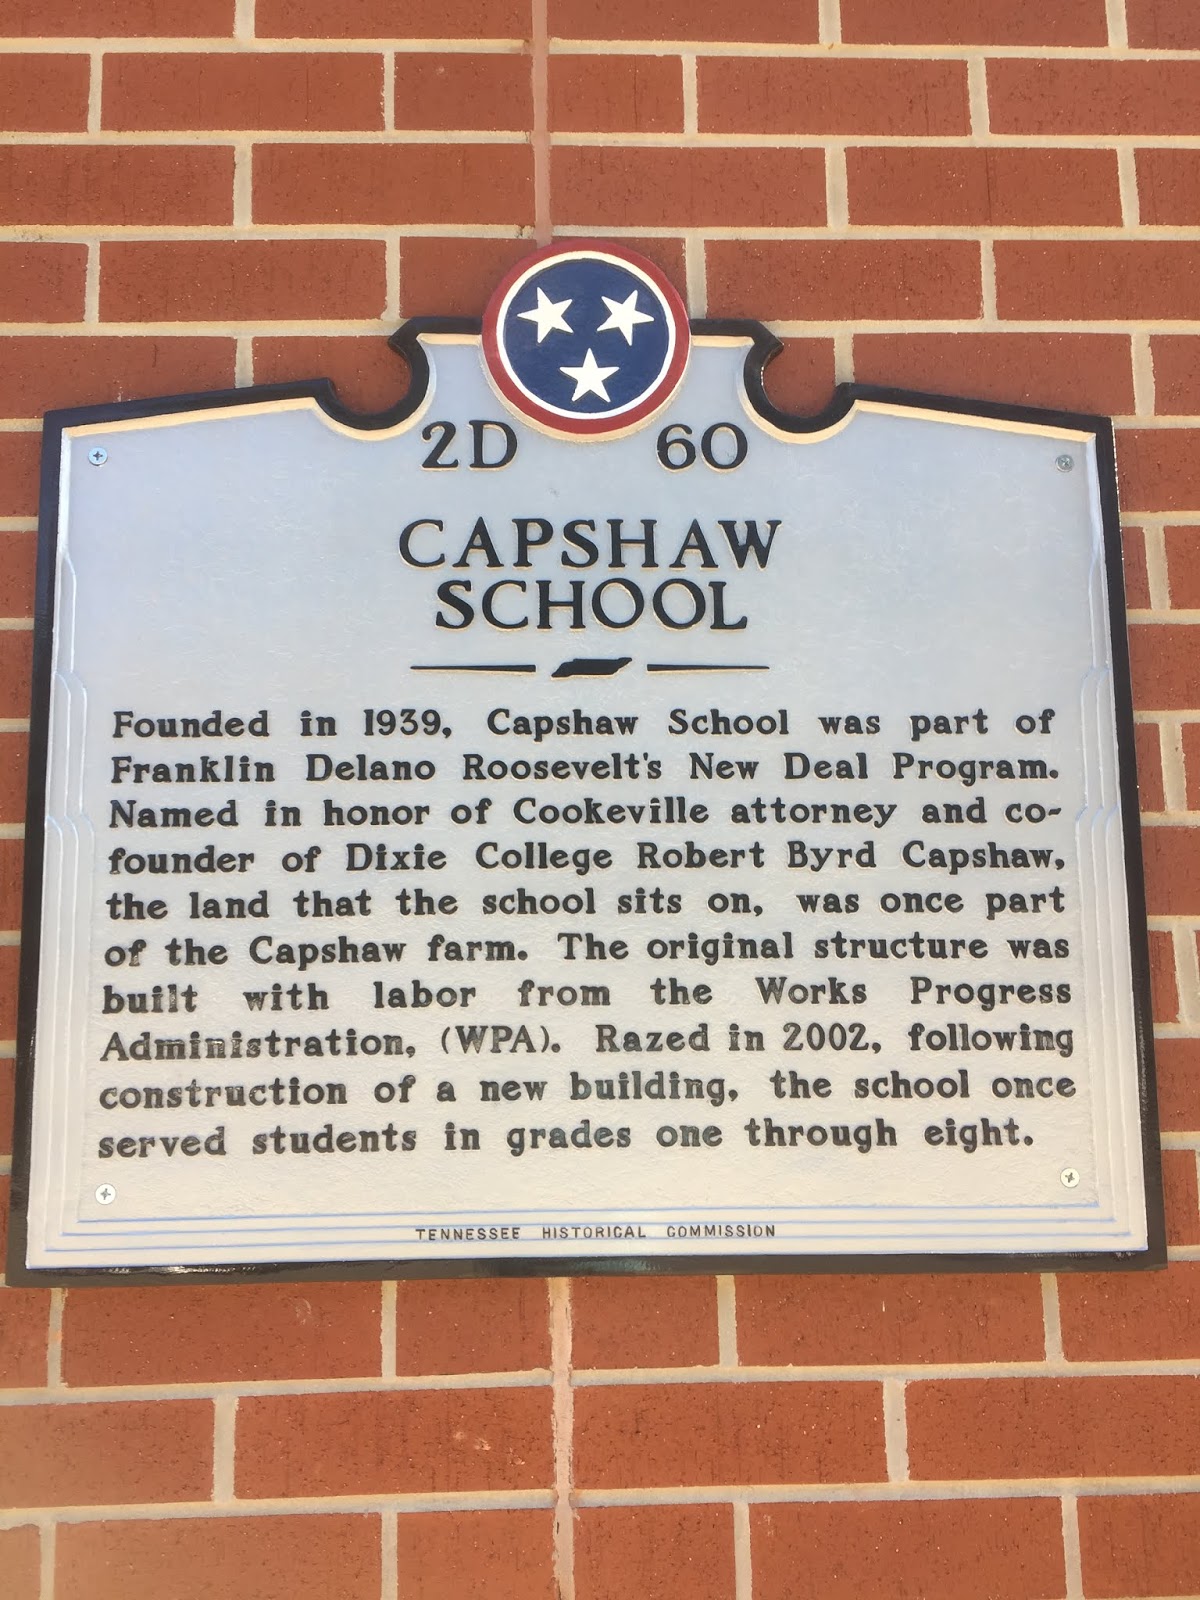 2D 60
CAPSHAW
SCHOOL
Founded in 1939, Capshaw School was part of
Franklin Delano Roosevelt's New Deal Program.
Named in honor of Cookeville attorney and co-
founder of Dixie College Robert Byrd Capshaw,
the land that the school sits on, was once part
of the Capshaw farm. The original structure was
built with labor from the Works Progress
Administration, (WPA). Razed in 2002, following
construction of a new building, the school once
served students in grades one through eight.
TENNESSEE HISTORICAL COMMISSION